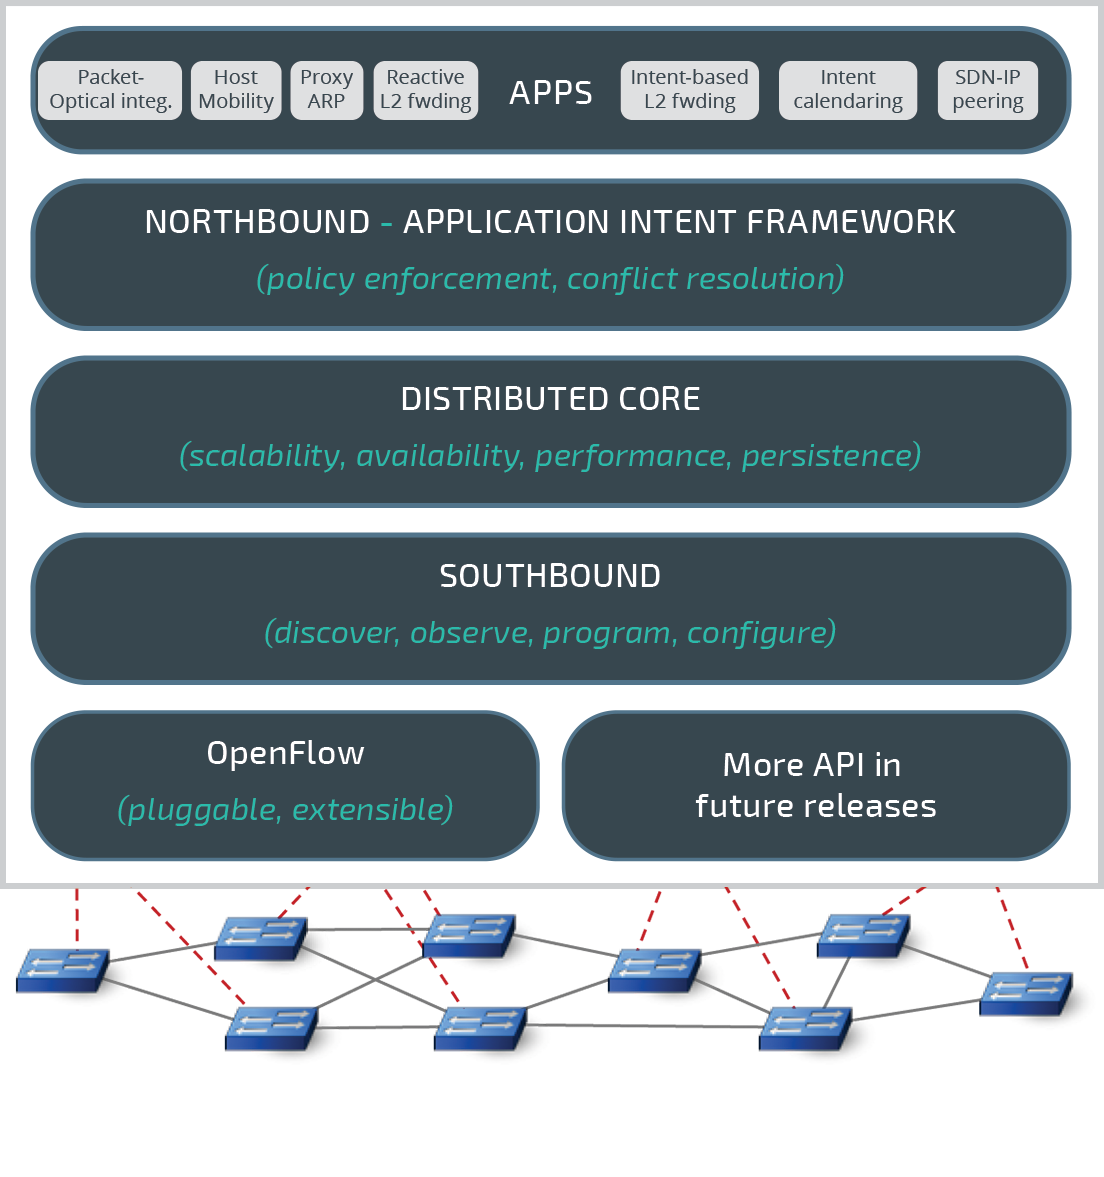 Packet-
Optical integ.
Host
Mobility
Proxy
ARP
Reactive
L2 fwding
APPS
Intent-based
L2 fwding
Intent
calendaring
SDN-IP
peering
NORTHBOUND - APPLICATION INTENT FRAMEWORK
(policy enforcement, conflict resolution)
DISTRIBUTED CORE
(scalability, availability, performance, persistence)
SOUTHBOUND
(discover, observe, program, configure)
OpenFlow
(pluggable, extensible)
More API in
future releases